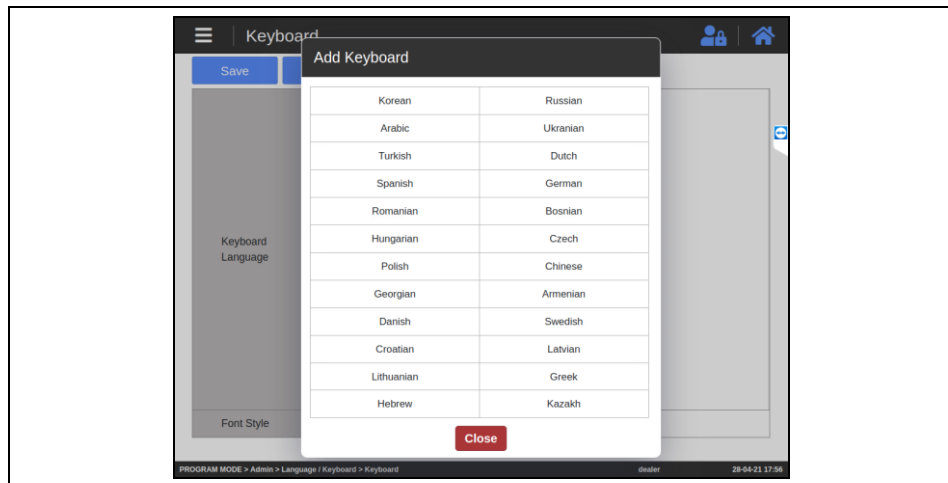 Keyboard
Add Keyboard
Save
Korean Russian
Arabic Ukranian
Turkish Dutch
Spanish German
Romanian Bosnian
Hungarian Czech
Keyboard Language
Polish Chinese
Georgian Armenian
Danish Swedish
Croatian Latvian
Lithuanian Greek
Hebrew Kazakh
Font Style
Close
PROGRAM MODE > Admin > Language / Keyboard > Keyboard dealer 28-04-21 17:56